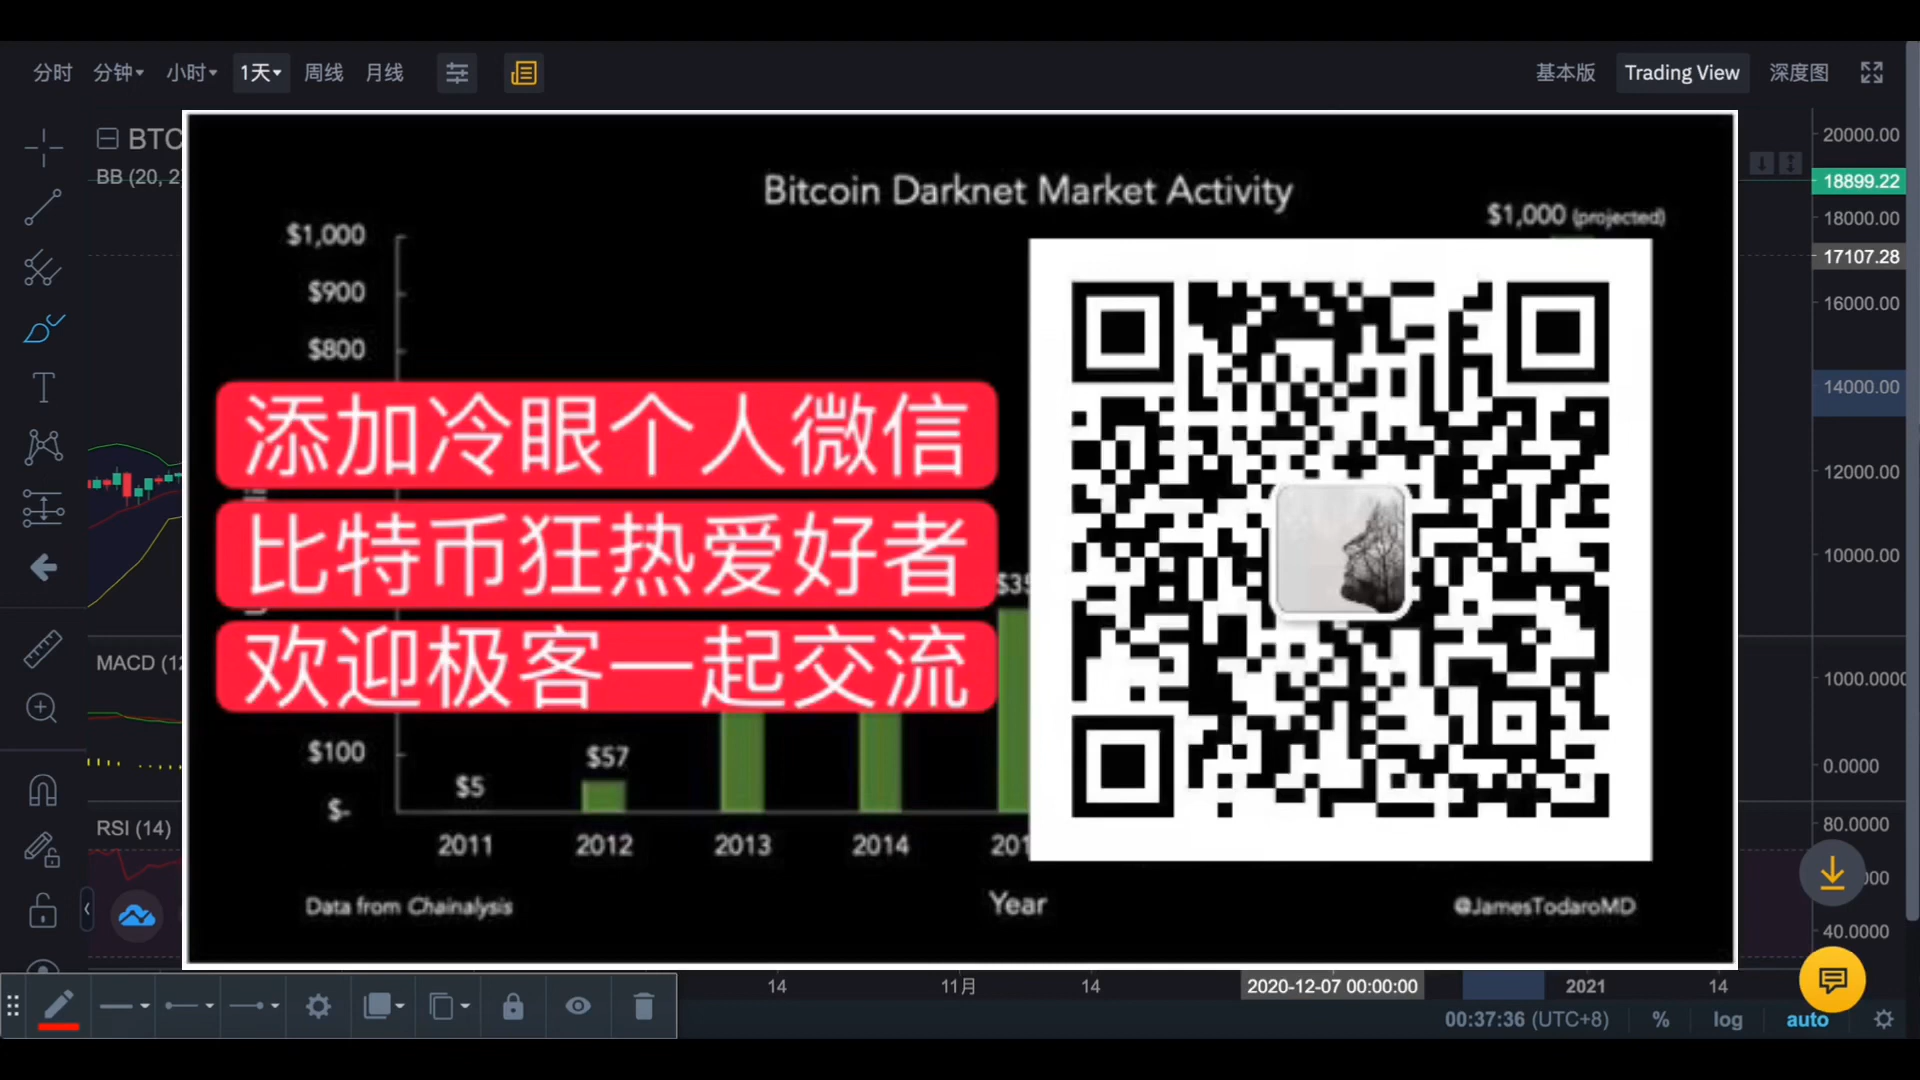 分时 分钟 小时 1天 周线 月线 基本版 Trading View 深度图
BTC
BB (20, 2
20000.00
18899.22
18000.00
17107.28
16000.00
14000.00
12000.00
10000.00
1000.0000
0.0000
80.0000
40.0000
MACD (12
RSI (14)
Bitcoin Darknet Market Activity
$1,000 (projected)
$1,000
$900
$800
添加冷眼个人微信
比特币狂热爱好者
欢迎极客一起交流
$35
$100
$57
$5
$-
2011 2012 2013 2014 201
Year
Data from Chainalysis
@JamesTodaroMD
14 11月 14 2020-12-07 00:00:00 2021 14
00:37:36 (UTC+8) % log auto